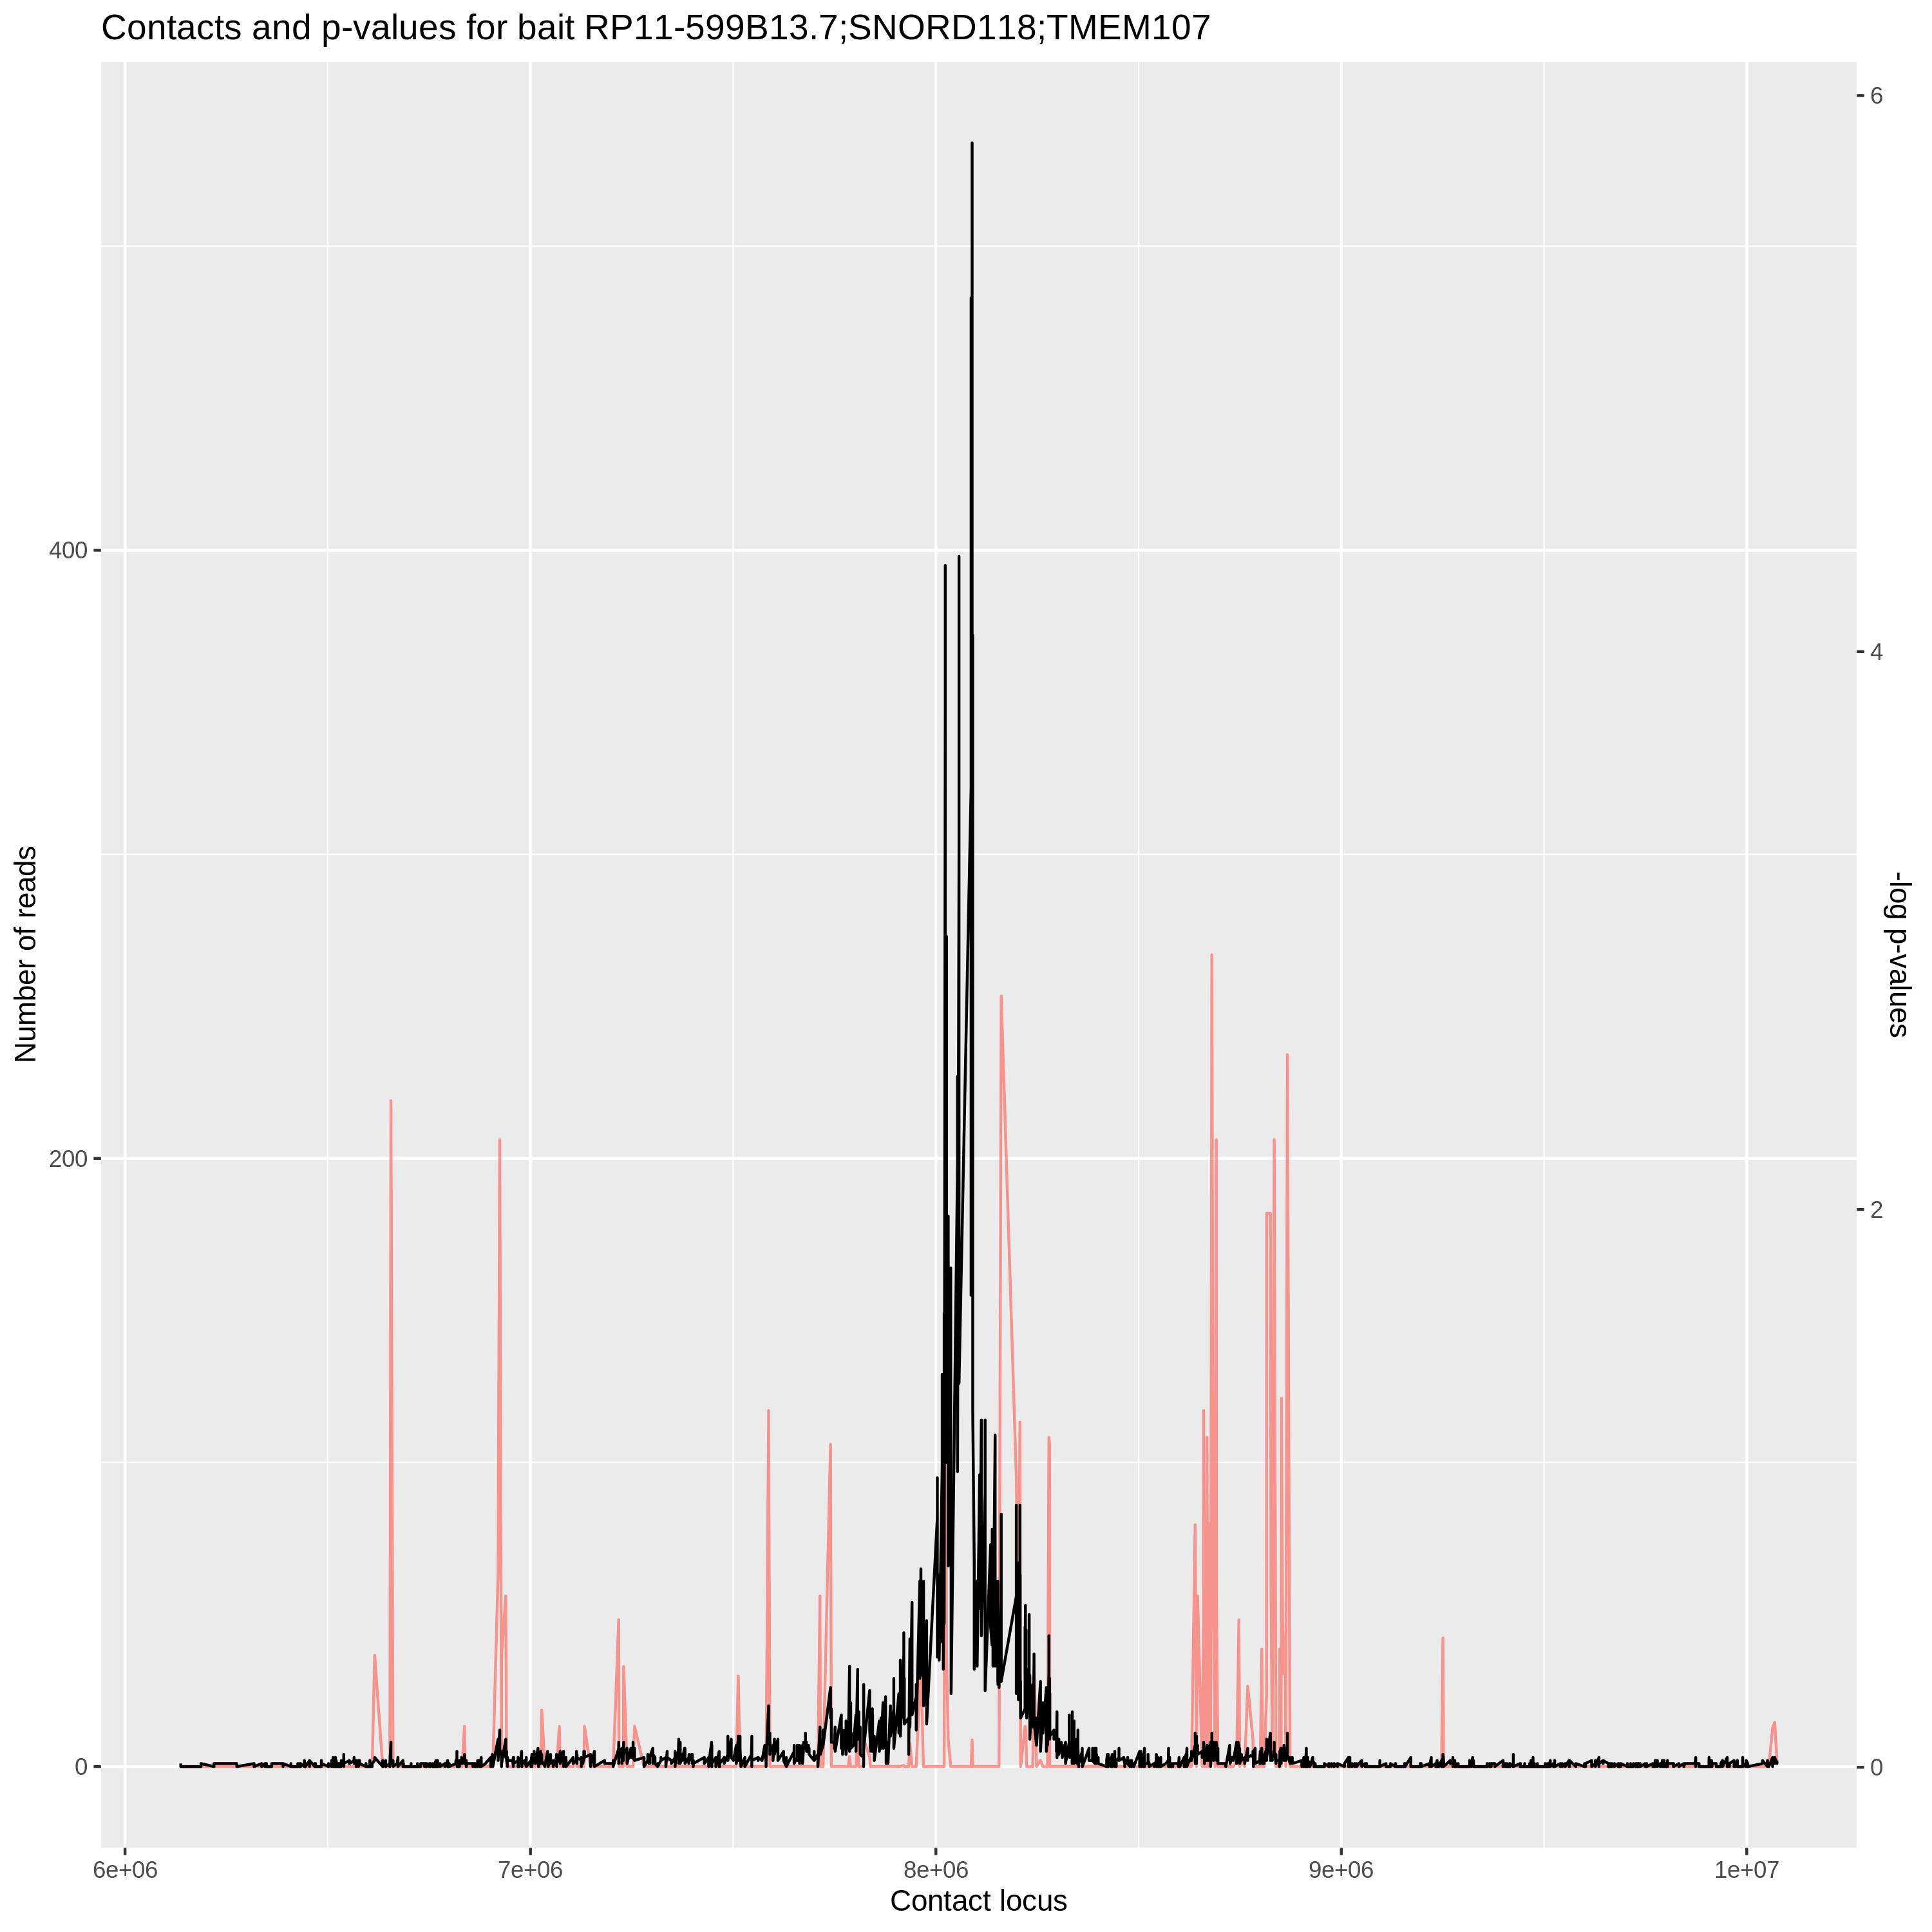 Contacts and p-values for bait RP11-599B13.7;SNORD118;TMEM107
Number of reads
400
200
0
6
4
2
0
-log p-values
6e+06 7e+06 8e+06 9e+06 1e+07
Contact locus